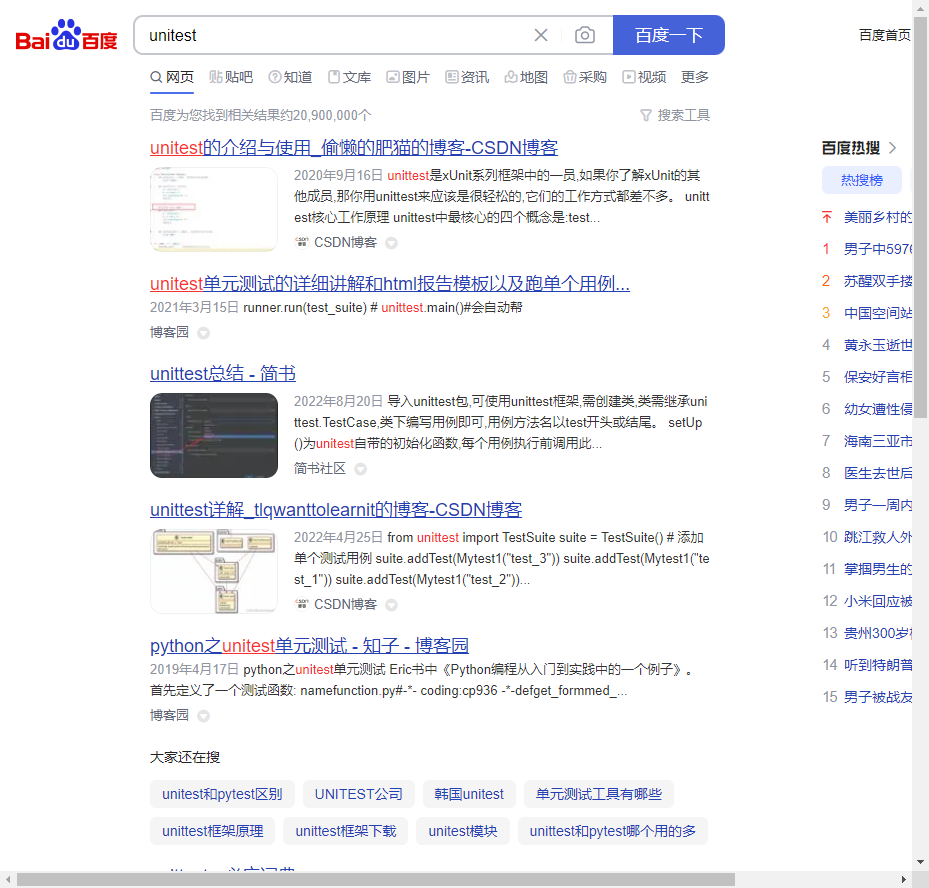 Bai du 百度
unitest
百度一下
百度首页
网页 贴吧 知道 文库 图片 资讯 地图 采购 视频 更多
百度为您找到相关结果约20,900,000个
搜索工具
unitest的介绍与使用_偷懒的肥猫的博客-CSDN博客
2020年9月16日 unittest是xUnit系列框架中的一员,如果你了解xUnit的其
他成员,那你用unittest来应该是很轻松的,它们的工作方式都差不多。 unitt
est核心工作原理 unittest中最核心的四个概念是:test...
CSDN博客
unitest单元测试的详细讲解和html报告模板以及跑单个用例...
2021年3月15日 runner.run(test_suite) # unittest.main()#会自动帮
博客园
unittest总结 - 简书
2022年8月20日 导入unittest包,可使用unittest框架,需创建类,类需继承uni
ttest.TestCase,类下编写用例即可,用例方法名以test开头或结尾。 setUp
()为unitest自带的初始化函数,每个用例执行前调用此...
简书社区
unittest详解_tlqwanttolearnit的博客-CSDN博客
2022年4月25日 from unittest import TestSuite suite = TestSuite() # 添加
单个测试用例 suite.addTest(Mytest1("test_3")) suite.addTest(Mytest1("te
st_1")) suite.addTest(Mytest1("test_2"))...
CSDN博客
python之unitest单元测试 - 知子 - 博客园
2019年4月17日 python之unitest单元测试 Eric书中《Python编程从入门到实践中的一个例子》。
首先定义了一个测试函数: namefunction.py#-*- coding:cp936 -*-defget_formmed_...
博客园
大家还在搜
unitest和pytest区别 UNITEST公司 韩国unitest 单元测试工具有哪些
unittest框架原理 unittest框架下载 unitest模块 unittest和pytest哪个用的多
百度热搜
热搜榜
美丽乡村的
1 男子中5976
2 苏醒双手搂
3 中国空间站
4 黄永玉逝世
5 保安好言相
6 幼女遭性侵
7 海南三亚市
8 医生去世后
9 男子一周内
10 跳江救人外
11 掌掴男生的
12 小米回应被
13 贵州300岁
14 听到特朗普
15 男子被战友